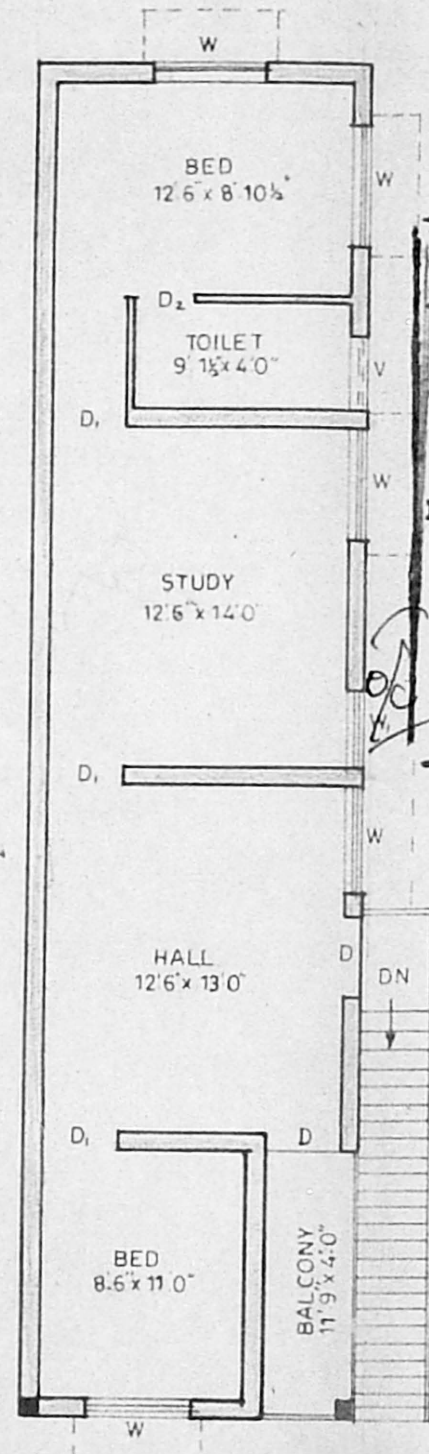 W
BED
12'6" x 8'10½"
W
D₂
TOILET
9'1½" x 4'0"
V
D₁
W
STUDY
12'6" x 14'0
W₁
D₁
W
HALL
12'6" x 13'0"
D
DN
D₁
D
BED
8'6" x 11'0"
BALCONY
11'9" x 4'0"
W